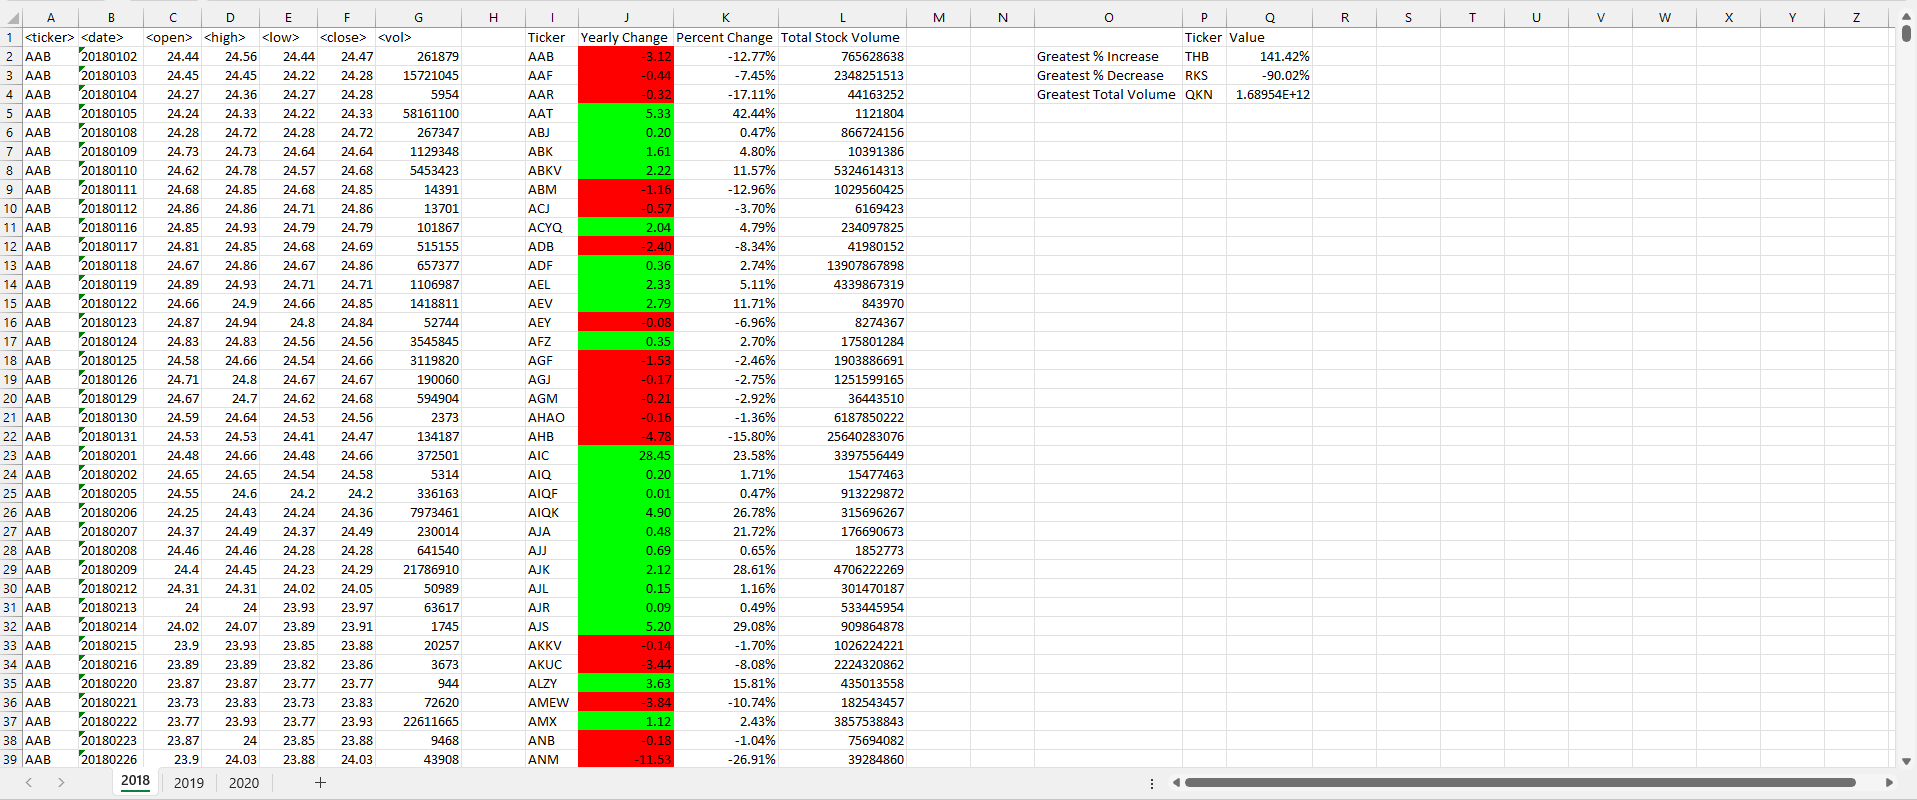 A B C D E F G H I J K L M N O P Q R S T U V W X Y Z
1 <ticker> <date> <open> <high> <low> <close> <vol> Ticker Yearly Change Percent Change Total Stock Volume Ticker Value
2 AAB 20180102 24.44 24.56 24.44 24.47 261879 AAB -3.12 -12.77% 765628638 Greatest % Increase THB 141.42%
3 AAB 20180103 24.45 24.45 24.22 24.28 15721045 AAF -0.44 -7.45% 2348251513 Greatest % Decrease RKS -90.02%
4 AAB 20180104 24.27 24.36 24.27 24.28 5954 AAR -0.32 -17.11% 44163252 Greatest Total Volume QKN 1.68954E+12
5 AAB 20180105 24.24 24.33 24.22 24.33 58161100 AAT 5.33 42.44% 1121804
6 AAB 20180108 24.28 24.72 24.28 24.72 267347 ABJ 0.20 0.47% 866724156
7 AAB 20180109 24.73 24.73 24.64 24.64 1129348 ABK 1.61 4.80% 10391386
8 AAB 20180110 24.62 24.78 24.57 24.68 5453423 ABKV 2.22 11.57% 5324614313
9 AAB 20180111 24.68 24.85 24.68 24.85 14391 ABM -1.16 -12.96% 1029560425
10 AAB 20180112 24.86 24.86 24.71 24.86 13701 ACJ -0.57 -3.70% 6169423
11 AAB 20180116 24.85 24.93 24.79 24.79 101867 ACYQ 2.04 4.79% 234097825
12 AAB 20180117 24.81 24.85 24.68 24.69 515155 ADB -2.40 -8.34% 41980152
13 AAB 20180118 24.67 24.86 24.67 24.86 657377 ADF 0.36 2.74% 13907867898
14 AAB 20180119 24.89 24.93 24.71 24.71 1106987 AEL 2.33 5.11% 4339867319
15 AAB 20180122 24.66 24.9 24.66 24.85 1418811 AEV 2.79 11.71% 843970
16 AAB 20180123 24.87 24.94 24.8 24.84 52744 AEY -0.08 -6.96% 8274367
17 AAB 20180124 24.83 24.83 24.56 24.56 3545845 AFZ 0.35 2.70% 175801284
18 AAB 20180125 24.58 24.66 24.54 24.66 3119820 AGF -1.53 -2.46% 1903886691
19 AAB 20180126 24.71 24.8 24.67 24.67 190060 AGJ -0.17 -2.75% 1251599165
20 AAB 20180129 24.67 24.7 24.62 24.68 594904 AGM -0.21 -2.92% 36443510
21 AAB 20180130 24.59 24.64 24.53 24.56 2373 AHAO -0.16 -1.36% 6187850222
22 AAB 20180131 24.53 24.53 24.41 24.47 134187 AHB -4.78 -15.80% 25640283076
23 AAB 20180201 24.48 24.66 24.48 24.66 372501 AIC 28.45 23.58% 3397556449
24 AAB 20180202 24.65 24.65 24.54 24.58 5314 AIQ 0.20 1.71% 15477463
25 AAB 20180205 24.55 24.6 24.2 24.2 336163 AIQF 0.01 0.47% 913229872
26 AAB 20180206 24.25 24.43 24.24 24.36 7973461 AIQK 4.90 26.78% 315696267
27 AAB 20180207 24.37 24.49 24.37 24.49 230014 AJA 0.48 21.72% 176690673
28 AAB 20180208 24.46 24.46 24.28 24.28 641540 AJJ 0.69 0.65% 1852773
29 AAB 20180209 24.4 24.45 24.23 24.29 21786910 AJK 2.12 28.61% 4706222269
30 AAB 20180212 24.31 24.31 24.02 24.05 50989 AJL 0.15 1.16% 301470187
31 AAB 20180213 24 24 23.93 23.97 63617 AJR 0.09 0.49% 533445954
32 AAB 20180214 24.02 24.07 23.89 23.91 1745 AJS 5.20 29.08% 909864878
33 AAB 20180215 23.9 23.93 23.85 23.88 20257 AKKV -0.14 -1.70% 1026224221
34 AAB 20180216 23.89 23.89 23.82 23.86 3673 AKUC -3.44 -8.08% 2224320862
35 AAB 20180220 23.87 23.87 23.77 23.77 944 ALZY 3.63 15.81% 435013558
36 AAB 20180221 23.73 23.83 23.73 23.83 72620 AMEW -3.84 -10.74% 182543457
37 AAB 20180222 23.77 23.93 23.77 23.93 22611665 AMX 1.12 2.43% 3857538843
38 AAB 20180223 23.87 24 23.85 23.88 9468 ANB -0.18 -1.04% 75694082
39 AAB 20180226 23.9 24.03 23.88 24.03 43908 ANM -11.53 -26.91% 39284860
2018 2019 2020